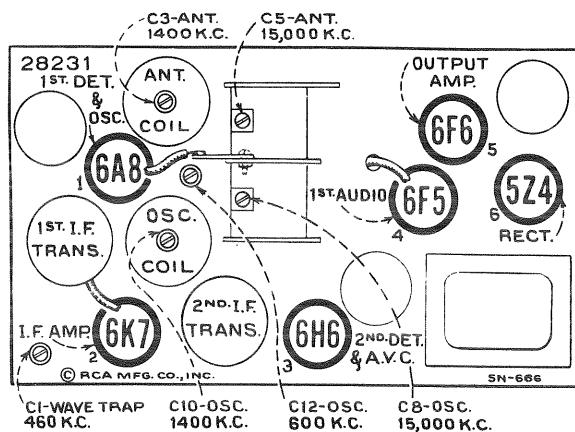 C3-ANT.
1400 K.C.
C5-ANT.
15,000 K.C.
28231
1ST. DET.
&
OSC.
ANT.
COIL
OUTPUT
AMP.
6F6
5
6A8
1
1ST. AUDIO
6F5
4
5Z4
6
RECT.
1ST. I.F.
TRANS.
OSC.
COIL
2ND. I.F.
TRANS.
I.F. AMP.
6K7
2
6H6
3
2ND. DET.
& A.V.C.
© RCA MFG. CO., INC.
SN-666
C1-WAVE TRAP
460 K.C.
C10-OSC.
1400 K.C.
C12-OSC.
600 K.C.
C8-OSC.
15,000 K.C.